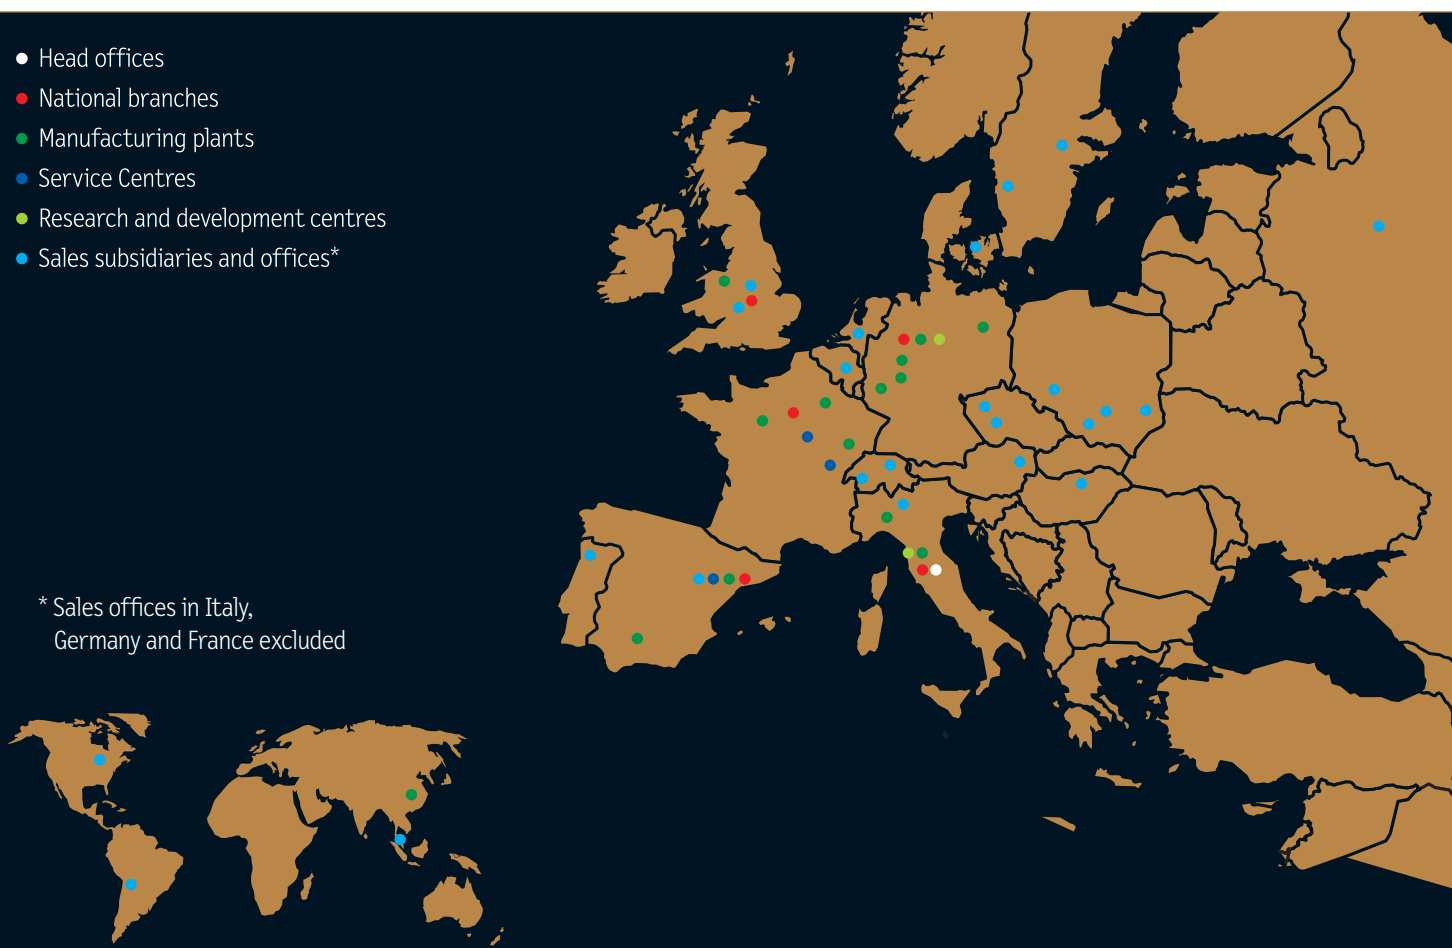 Head offices
National branches
Manufacturing plants
Service Centres
Research and development centres
Sales subsidiaries and offices*
* Sales offices in Italy,
Germany and France excluded